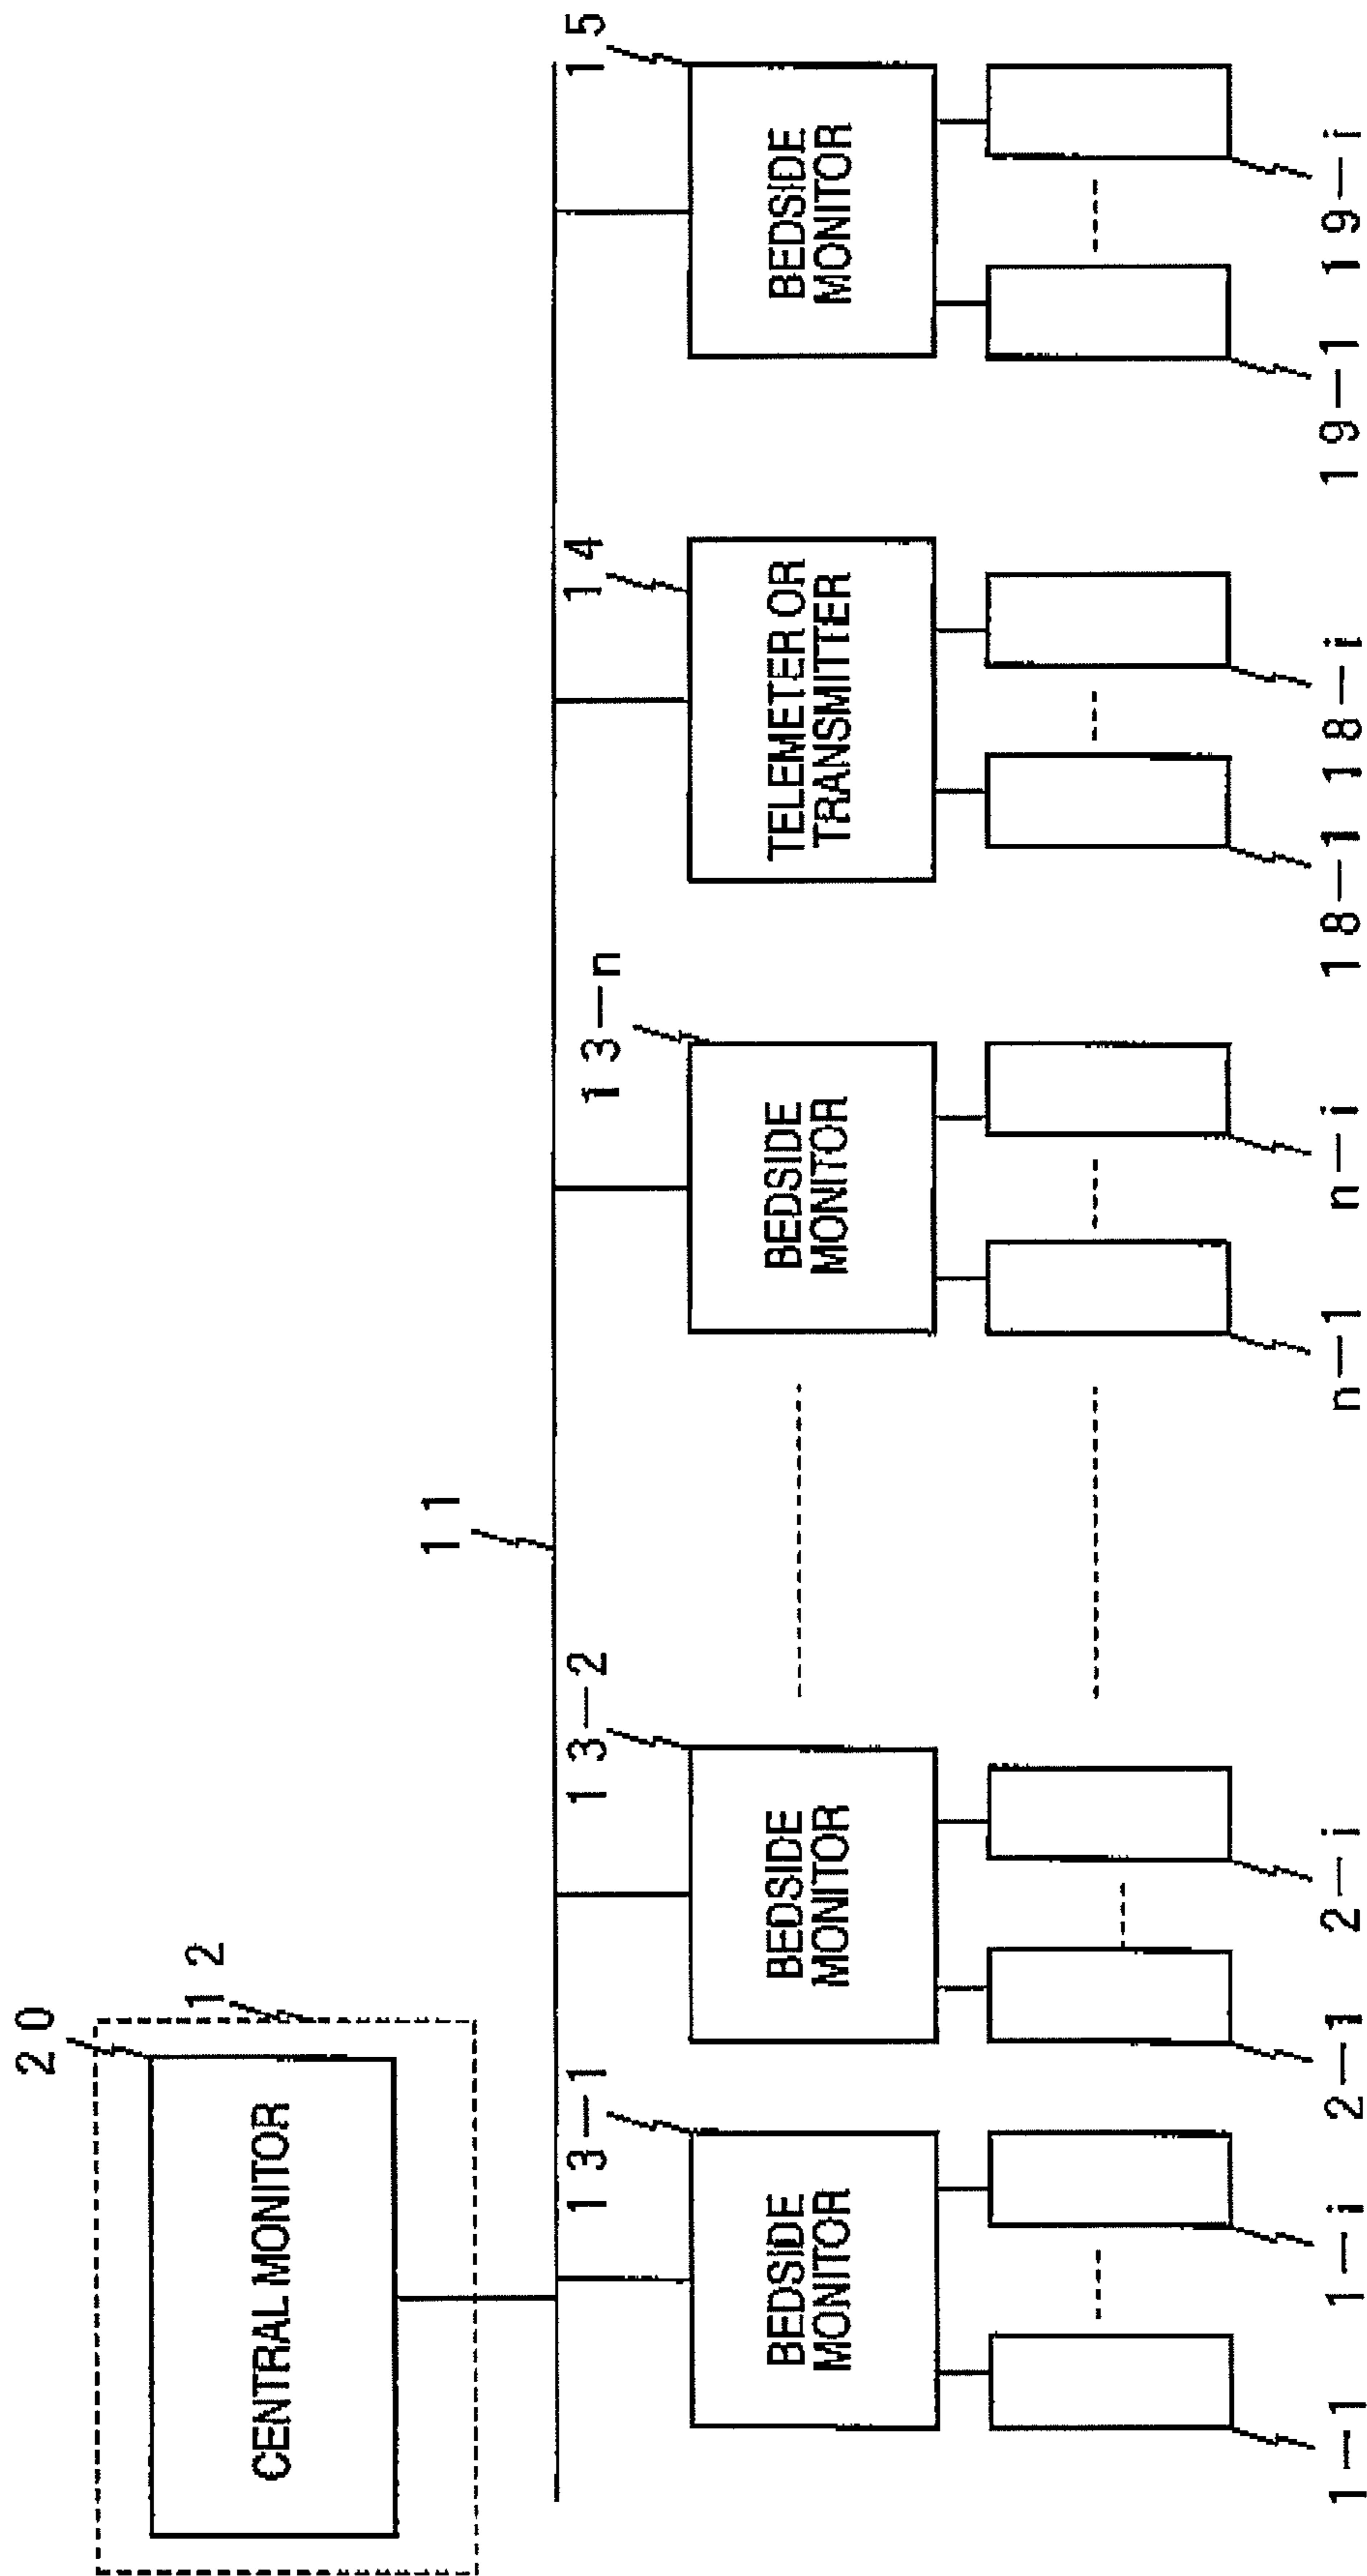 20
CENTRAL MONITOR
12
11
13-1
BEDSIDE
MONITOR
13-2
BEDSIDE
MONITOR
13-n
BEDSIDE
MONITOR
14
TELEMETER OR
TRANSMITTER
15
BEDSIDE
MONITOR
1-1
1-i
2-1
2-i
n-1
n-i
18-1
18-i
19-1
19-i